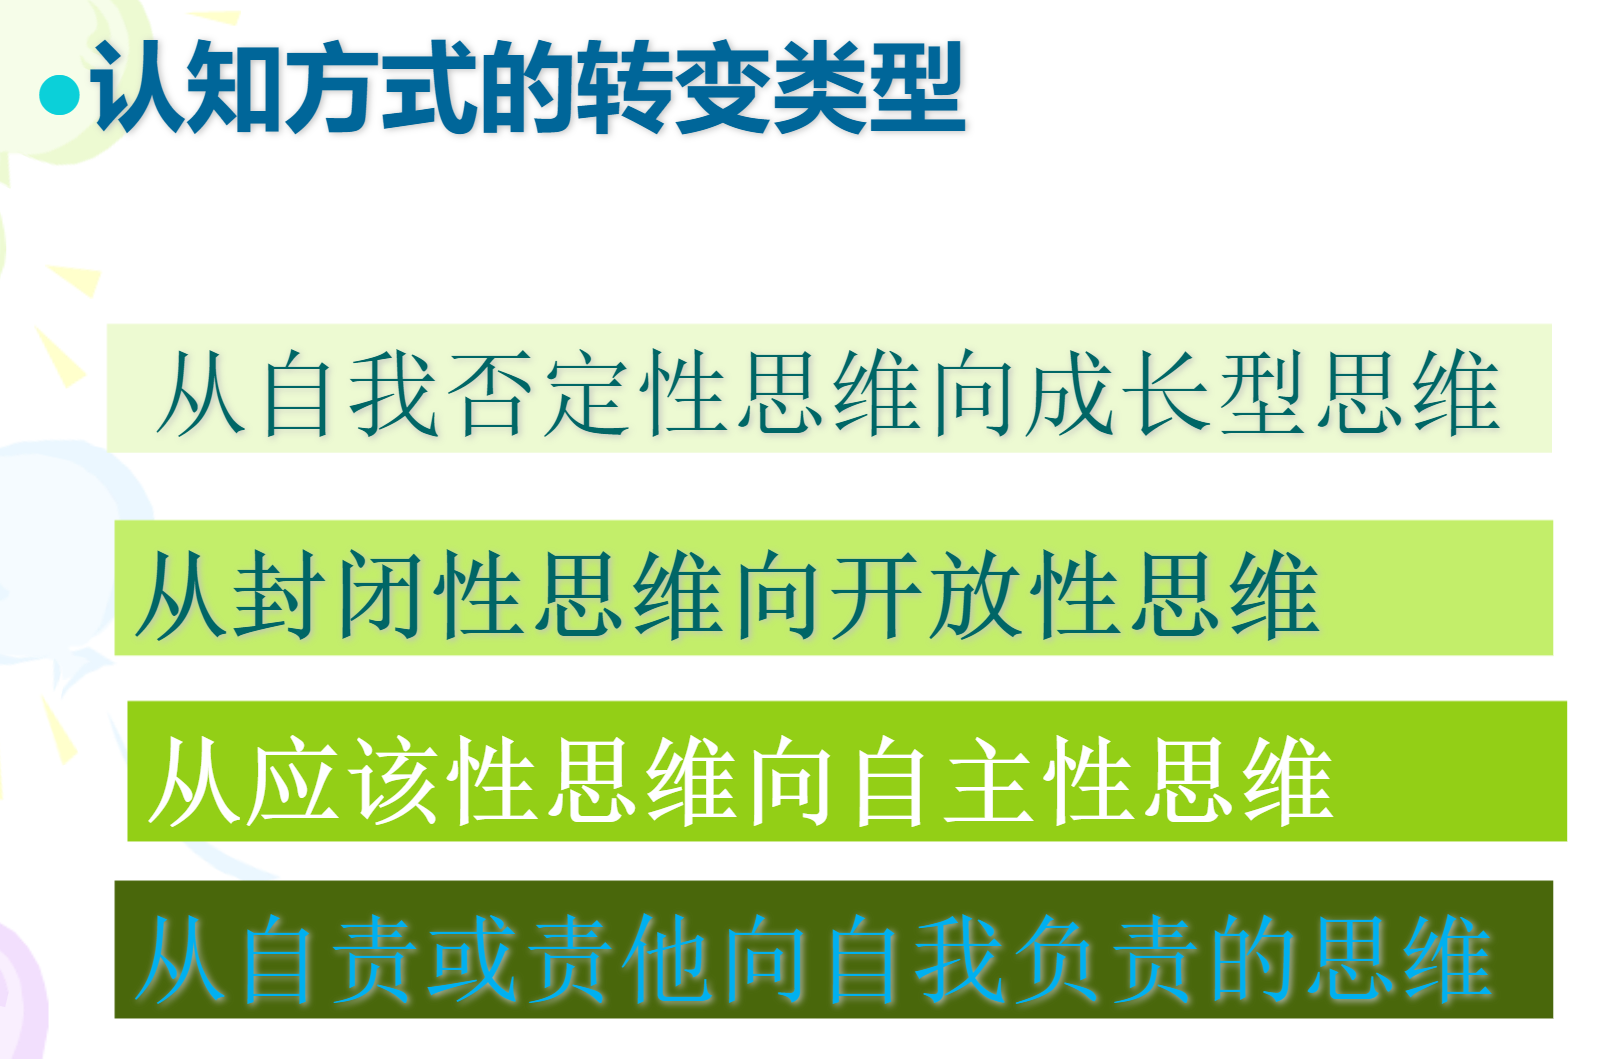 认知方式的转变类型
从自我否定性思维向成长型思维
从封闭性思维向开放性思维
从应该性思维向自主性思维
从自责或责他向自我负责的思维